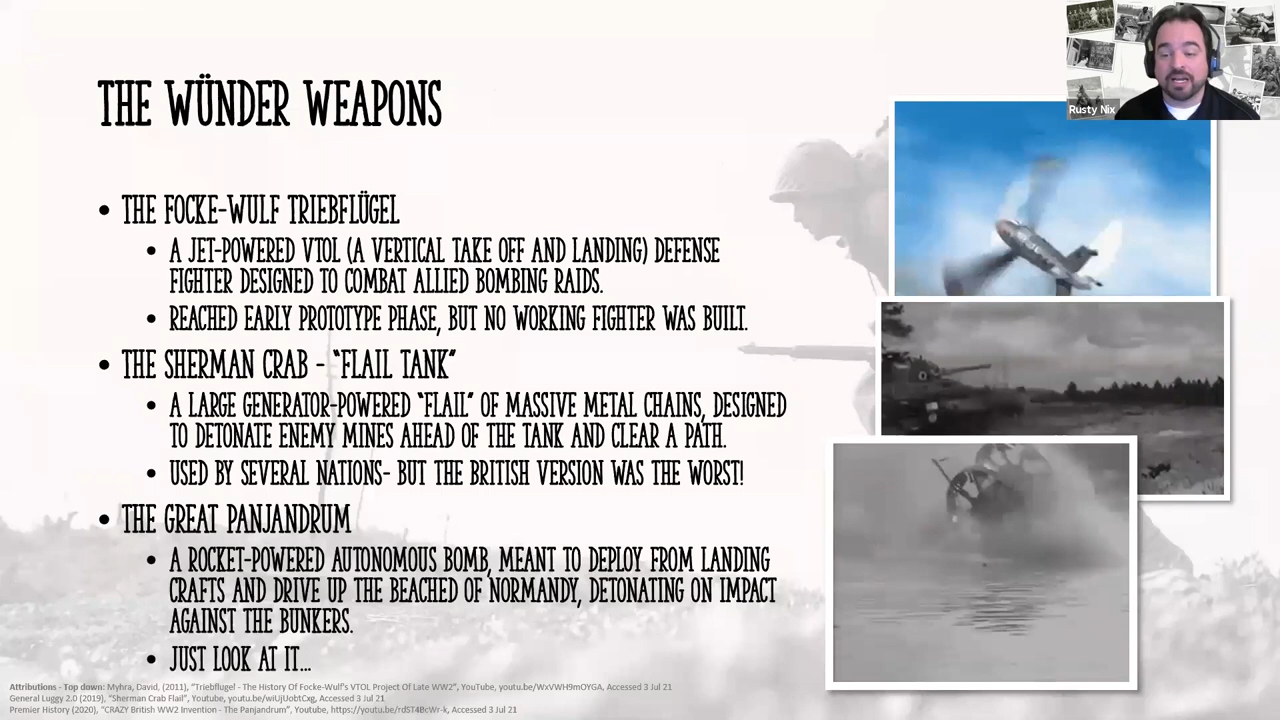 THE WÜNDER WEAPONS
Rusty Nix
• THE FOCKE-WULF TRIEBFLÜGEL
• A JET-POWERED VTOL (A VERTICAL TAKE OFF AND LANDING) DEFENSE
FIGHTER DESIGNED TO COMBAT ALLIED BOMBING RAIDS.
• REACHED EARLY PROTOTYPE PHASE, BUT NO WORKING FIGHTER WAS BUILT.
• THE SHERMAN CRAB - "FLAIL TANK"
• A LARGE GENERATOR-POWERED "FLAIL" OF MASSIVE METAL CHAINS, DESIGNED
TO DETONATE ENEMY MINES AHEAD OF THE TANK AND CLEAR A PATH.
• USED BY SEVERAL NATIONS- BUT THE BRITISH VERSION WAS THE WORST!
• THE GREAT PANJANDRUM
• A ROCKET-POWERED AUTONOMOUS BOMB, MEANT TO DEPLOY FROM LANDING
CRAFTS AND DRIVE UP THE BEACHED OF NORMANDY, DETONATING ON IMPACT
AGAINST THE BUNKERS.
• JUST LOOK AT IT...
Attributions - Top down: Myhra, David, (2011), "Triebflugel - The History Of Focke-Wulf's VTOL Project Of Late WW2", YouTube, youtu.be/WxVWH9mOYGA, Accessed 3 Jul 21
General Luggy 2.0 (2019), "Sherman Crab Flail", Youtube, youtu.be/wiUjUobtCxg, Accessed 3 Jul 21
Premier History (2020), "CRAZY British WW2 Invention - The Panjandrum", Youtube, https://youtu.be/rdST4BcWr-k, Accessed 3 Jul 21